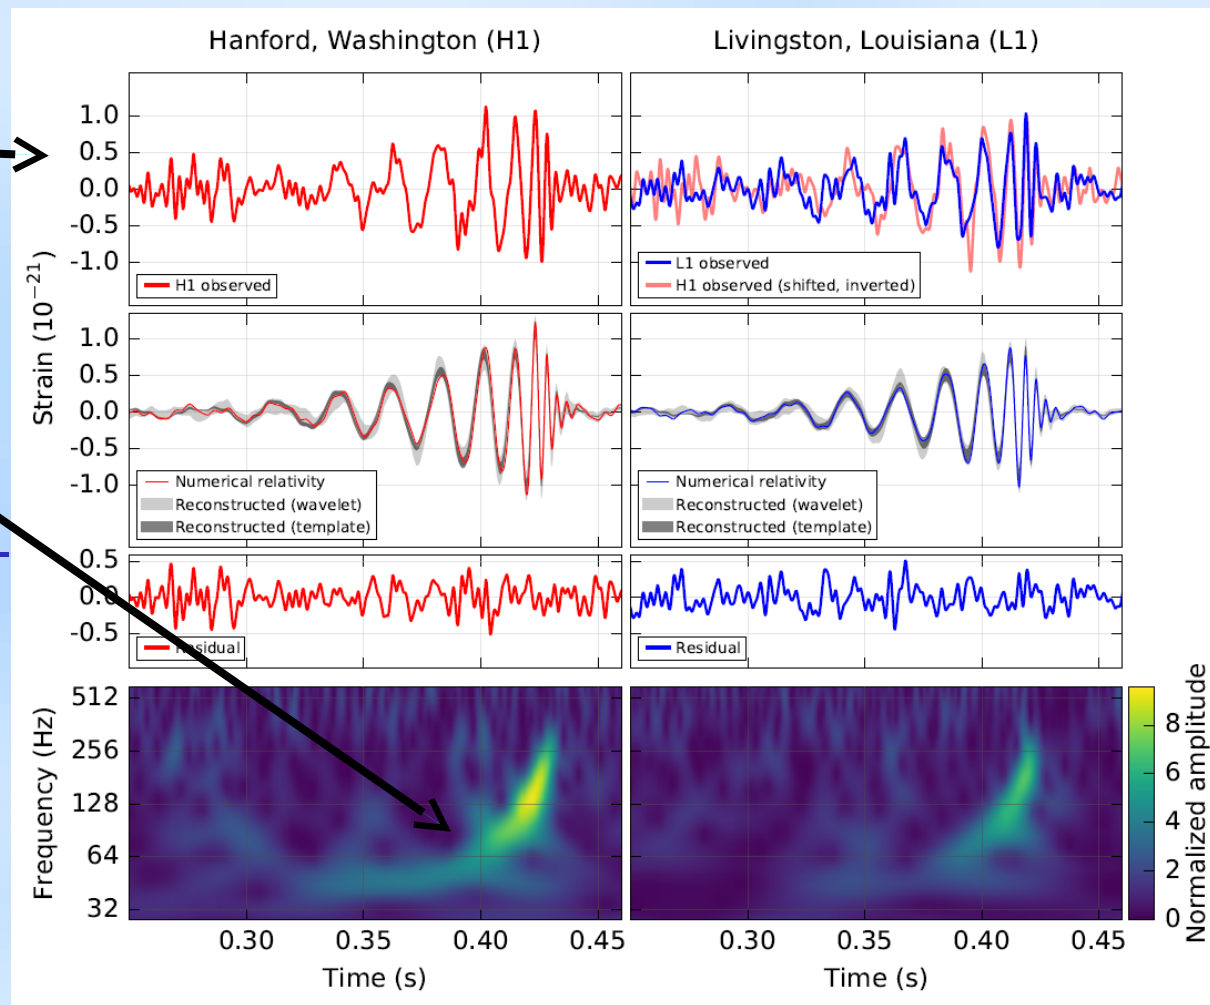 Hanford, Washington (H1)
Livingston, Louisiana (L1)
1.0
0.5
0.0
-0.5
-1.0
H1 observed
L1 observed
H1 observed (shifted, inverted)
Strain (10⁻²¹)
1.0
0.5
0.0
-0.5
-1.0
Numerical relativity
Reconstructed (wavelet)
Reconstructed (template)
Numerical relativity
Reconstructed (wavelet)
Reconstructed (template)
0.5
0.0
-0.5
Residual
Residual
Frequency (Hz)
512
256
128
64
32
0.30 0.35 0.40 0.45
0.30 0.35 0.40 0.45
Time (s)
Time (s)
8
6
4
2
0
Normalized amplitude